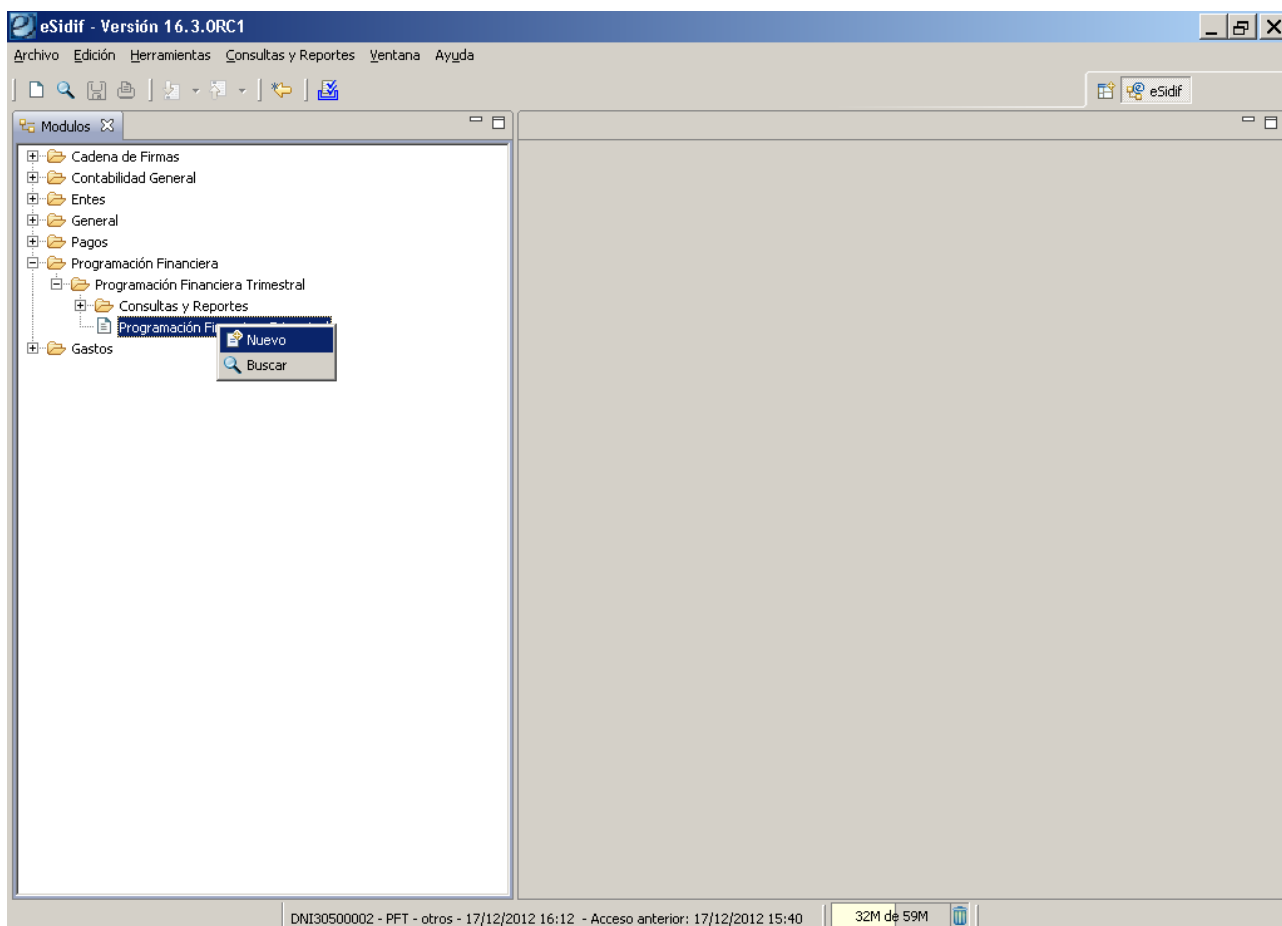 eSidif - Versión 16.3.0RC1
Archivo Edición Herramientas Consultas y Reportes Ventana Ayuda
eSidif
Modulos
Cadena de Firmas
Contabilidad General
Entes
General
Pagos
Programación Financiera
Programación Financiera Trimestral
Consultas y Reportes
Programación
Nuevo
Gastos
Buscar
DNI30500002 - PFT - otros - 17/12/2012 16:12 - Acceso anterior: 17/12/2012 15:40 32M de 59M